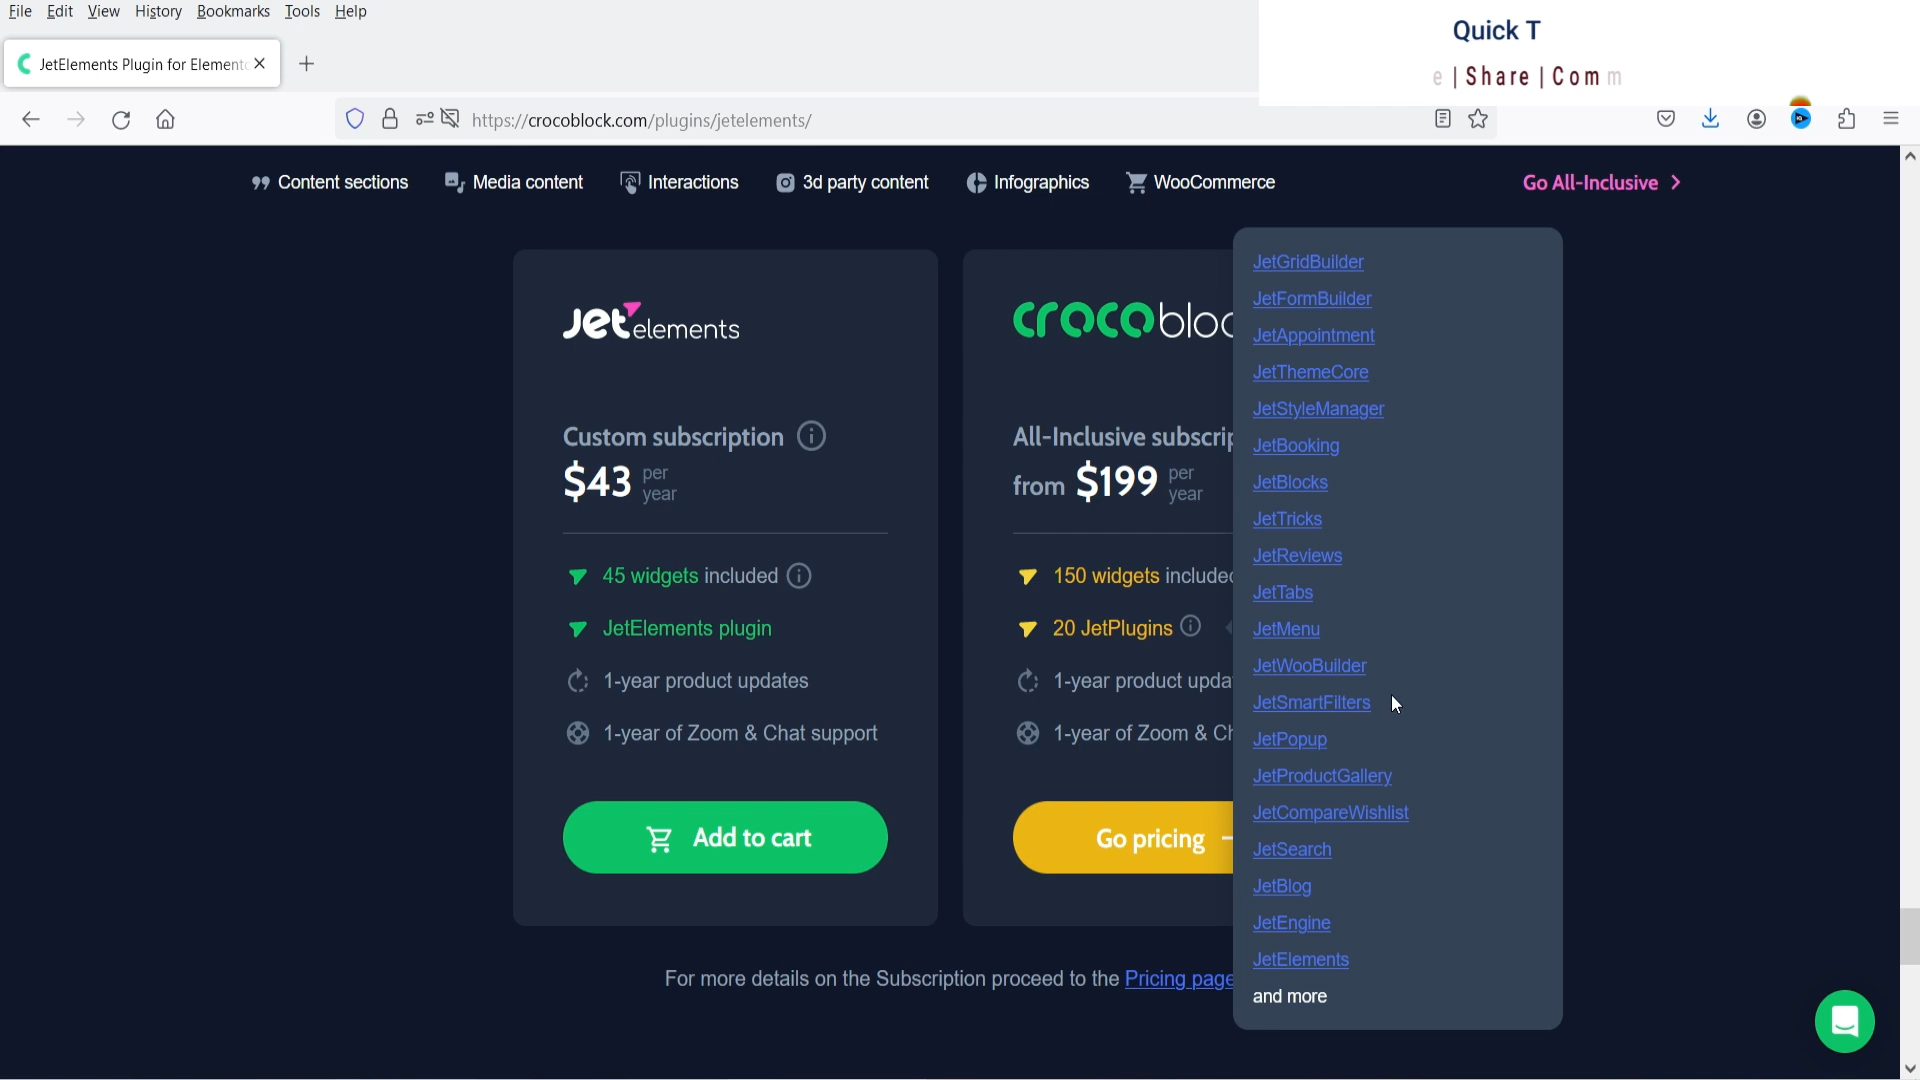 File Edit View History Bookmarks Tools Help
Quick T
e | Share | Comm
JetElements Plugin for Elemento
https://crocoblock.com/plugins/jetelements/
Content sections Media content Interactions 3d party content Infographics WooCommerce Go All-Inclusive
Jet elements
Custom subscription
$43 per year
45 widgets included
JetElements plugin
1-year product updates
1-year of Zoom & Chat support
Add to cart
crocobloc
All-Inclusive subscrip
from $199 per year
150 widgets included
20 JetPlugins
1-year product upda
1-year of Zoom & Ch
Go pricing
JetGridBuilder
JetFormBuilder
JetAppointment
JetThemeCore
JetStyleManager
JetBooking
JetBlocks
JetTricks
JetReviews
JetTabs
JetMenu
JetWooBuilder
JetSmartFilters
JetPopup
JetProductGallery
JetCompareWishlist
JetSearch
JetBlog
JetEngine
JetElements
and more
For more details on the Subscription proceed to the Pricing page